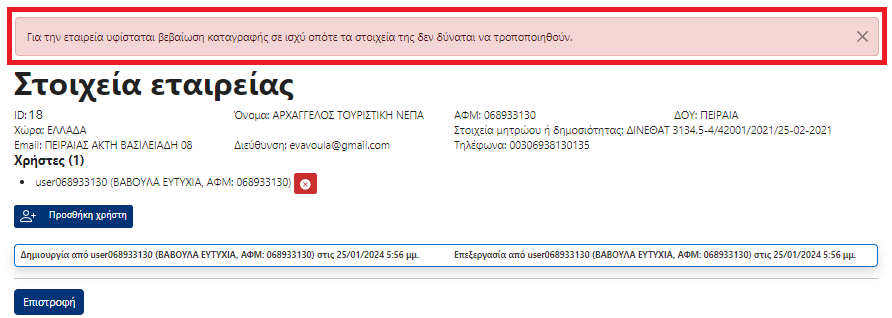 Για την εταιρεία υφίσταται βεβαίωση καταγραφής σε ισχύ οπότε τα στοιχεία της δεν δύναται να τροποποιηθούν.
Στοιχεία εταιρείας
ID: 18 Όνομα: ΑΡΧΑΓΓΕΛΟΣ ΤΟΥΡΙΣΤΙΚΗ ΝΕΠΑ ΑΦΜ: 068933130 ΔΟΥ: ΠΕΙΡΑΙΑ
Χώρα: ΕΛΛΑΔΑ Στοιχεία μητρώου ή δημοσιότητας: ΔΙΝΕΘΑΤ 3134.5-4/42001/2021/25-02-2021
Email: ΠΕΙΡΑΙΑΣ ΑΚΤΗ ΒΑΣΙΛΕΙΑΔΗ 08 Διεύθυνση: evavoula@gmail.com Τηλέφωνα: 00306938130135
Χρήστες (1)
• user068933130 (ΒΑΒΟΥΛΑ ΕΥΤΥΧΙΑ, ΑΦΜ: 068933130)
Προσθήκη χρήστη
Δημιουργία από user068933130 (ΒΑΒΟΥΛΑ ΕΥΤΥΧΙΑ, ΑΦΜ: 068933130) στις 25/01/2024 5:56 μμ. Επεξεργασία από user068933130 (ΒΑΒΟΥΛΑ ΕΥΤΥΧΙΑ, ΑΦΜ: 068933130) στις 25/01/2024 5:56 μμ.
Επιστροφή